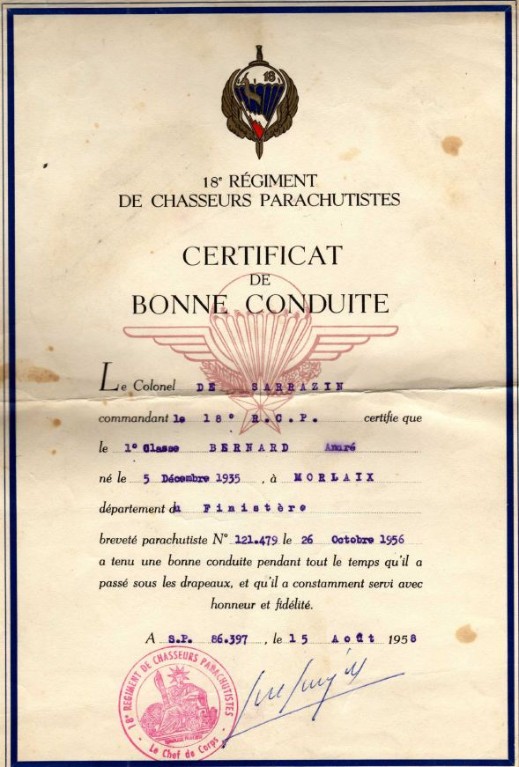 18
18e RÉGIMENT
DE CHASSEURS PARACHUTISTES
CERTIFICAT
DE
BONNE CONDUITE
Le Colonel DE SARRAZIN
commandant le 18° R.C.P. certifie que
le 1° Classe BERNARD André
né le 5 Décembre 1935, à MORLAIX
département du Finistère
breveté parachutiste N° 121.479 le 26 Octobre 1956
a tenu une bonne conduite pendant tout le temps qu'il a
passé sous les drapeaux, et qu'il a constamment servi avec
honneur et fidélité.
A S.P. 86.397, le 15 Août 1958
18e REGIMENT DE CHASSEURS PARACHUTISTES
- Le Chef de Corps -